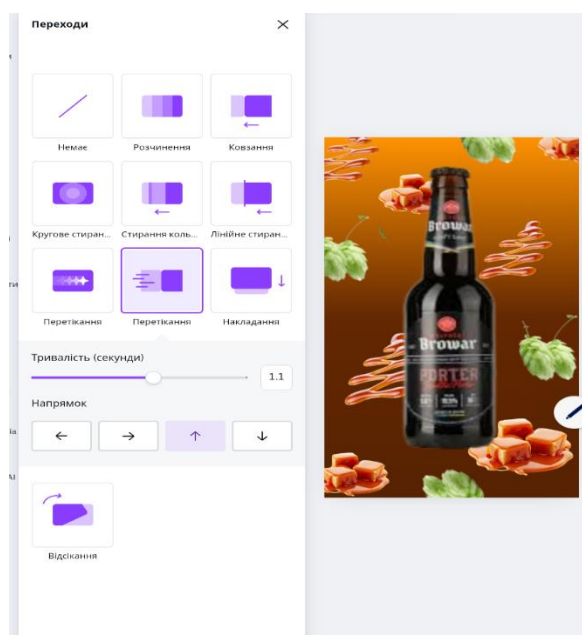 Переходи
Немає
Розчинення
Ковзання
Кругове стиран...
Стирання коль...
Лінійне стиран...
Перетікання
Перетікання
Накладання
Тривалість (секунди)
1.1
Напрямок
Відсікання
Browar
Browar
PORTER